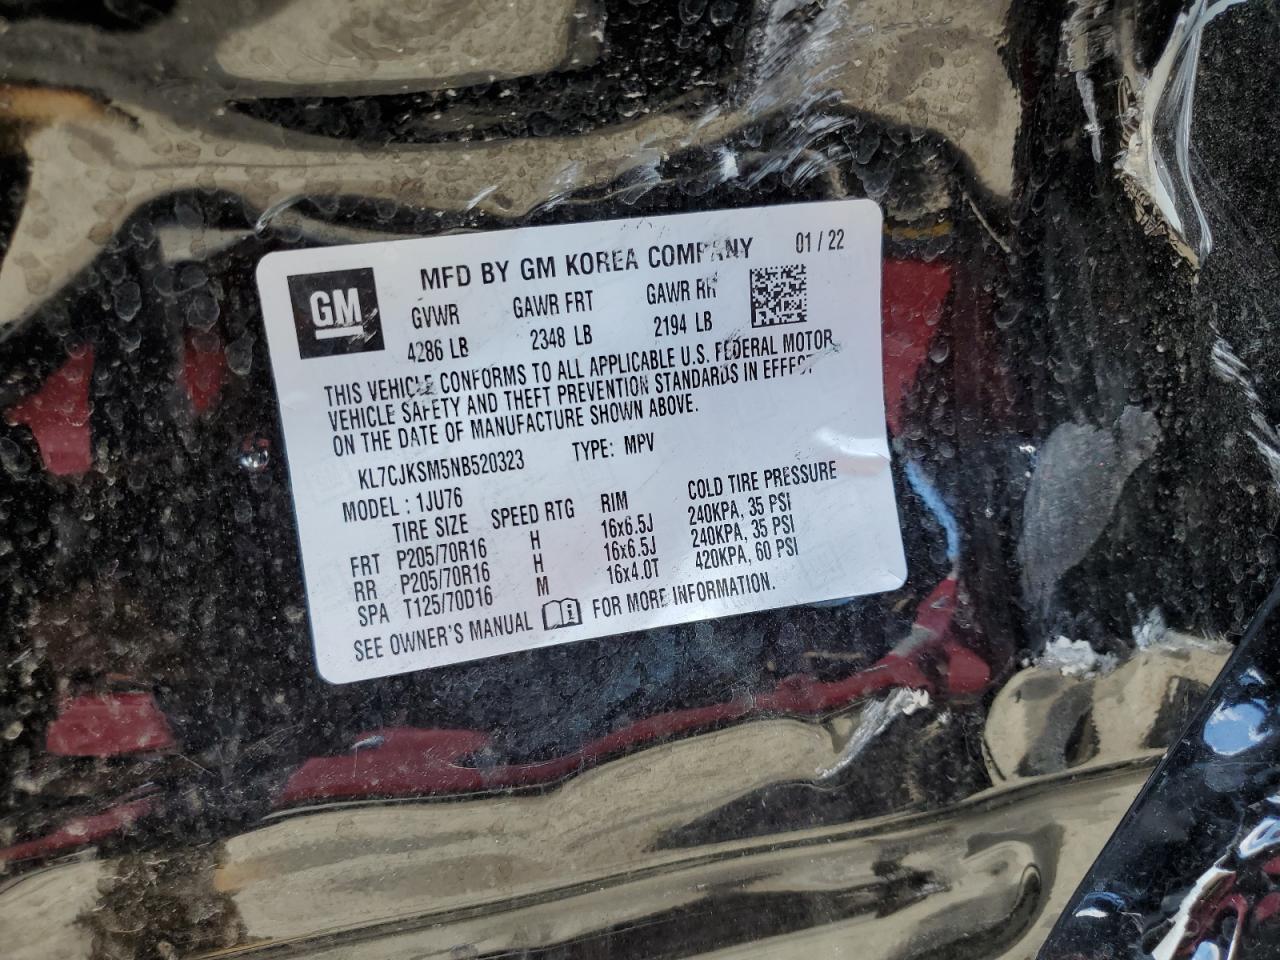 GM
MFD BY GM KOREA COMPANY 01 / 22
GVWR GAWR FRT GAWR RR
4286 LB 2348 LB 2194 LB
THIS VEHICLE CONFORMS TO ALL APPLICABLE U.S. FEDERAL MOTOR
VEHICLE SAFETY AND THEFT PREVENTION STANDARDS IN EFFECT
ON THE DATE OF MANUFACTURE SHOWN ABOVE.
KL7CJKSM5NB520323 TYPE: MPV
MODEL : 1JU76
TIRE SIZE SPEED RTG RIM COLD TIRE PRESSURE
FRT P205/70R16 H 16x6.5J 240KPA, 35 PSI
RR P205/70R16 H 16x6.5J 240KPA, 35 PSI
SPA T125/70D16 M 16x4.0T 420KPA, 60 PSI
SEE OWNER'S MANUAL FOR MORE INFORMATION.